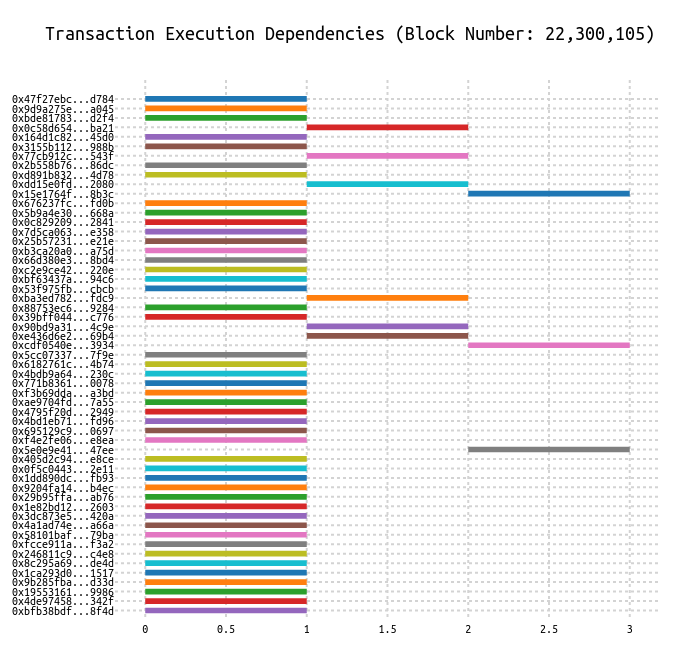 Transaction Execution Dependencies (Block Number: 22,300,105)
0x47f27ebc...d784
0x9d9a275e...a045
0xbde81783...d2f4
0x0c58d654...ba21
0x164d1c82...45d0
0x3155b112...988b
0x77cb912c...543f
0x2b558b76...86dc
0xd891b832...4d78
0xdd15e0fd...2080
0x15e1764f...8b3c
0x676237fc...fd0b
0x5b9a4e30...668a
0x0c829209...2841
0x7d5ca063...e358
0x25b57231...e21e
0xb3ca20a0...a75d
0x66d380e3...8bd4
0xc2e9ce42...220e
0xbf63437a...94c6
0x53f975fb...cbcb
0xba3ed782...fdc9
0x88753ec6...9284
0x39bff044...c776
0x90bd9a31...4c9e
0xe436d6e2...69b4
0xcdf0540e...3934
0x5cc07337...7f9e
0x6182761c...4b74
0x4bdb9a64...230c
0x771b8361...0078
0xf3b69dda...a3bd
0xae9704fd...7a55
0x4795f20d...2949
0x4bd1eb71...fd96
0x695129c9...0697
0xf4e2fe06...e8ea
0x5e0e9e41...47ee
0x405d2c94...e8ce
0x0f5c0443...2e11
0x1dd890dc...fb93
0x9204fa14...b4ec
0x29b95ffa...ab76
0x1e82bd12...2603
0x3dc873e5...420a
0x4a1ad74e...a66a
0x58101baf...79ba
0xfcce911a...f3a2
0x246811c9...c4e8
0x8c295a69...de4d
0x1ca293d0...1517
0x9b285fba...d33d
0x19553161...9986
0x4de97458...342f
0xbfb38bdf...8f4d
0 0.5 1 1.5 2 2.5 3